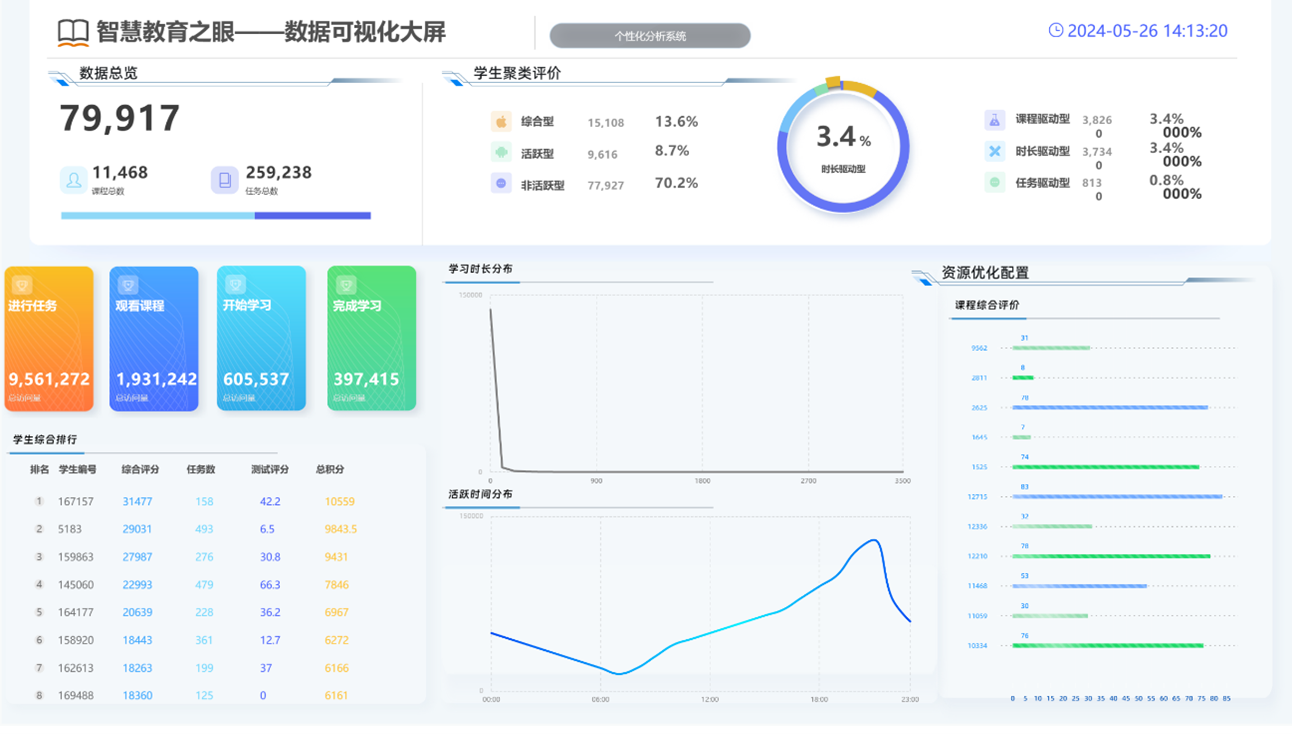 智慧教育之眼——数据可视化大屏
个性化分析系统
2024-05-26 14:13:20
数据总览
79,917
11,468
课程总数
259,238
任务总数
学生聚类评价
综合型 15,108 13.6%
活跃型 9,616 8.7%
非活跃型 77,927 70.2%
3.4%
时长驱动型
课程驱动型 3,826 3.4%
0 000%
时长驱动型 3,734 3.4%
0 000%
任务驱动型 813 0.8%
0 000%
进行任务
9,561,272
总访问量
观看课程
1,931,242
总访问量
开始学习
605,537
总访问量
完成学习
397,415
总访问量
学生综合排行
排名 学生编号 综合评分 任务数 测试评分 总积分
1 167157 31477 158 42.2 10559
2 5183 29031 493 6.5 9843.5
3 159863 27987 276 30.8 9431
4 145060 22993 479 66.3 7846
5 164177 20639 228 36.2 6967
6 158920 18443 361 12.7 6272
7 162613 18263 199 37 6166
8 169488 18360 125 0 6161
学习时长分布
150000
0
0 900 1800 2700 3300
活跃时间分布
150000
0
00:00 06:00 12:00 18:00 23:00
资源优化配置
课程综合评价
31
9562
8
2811
78
2625
7
1645
74
1525
83
12715
32
12336
78
12210
53
11468
30
11059
76
10334
0 5 10 15 20 25 30 35 40 45 50 55 60 65 70 75 80 85